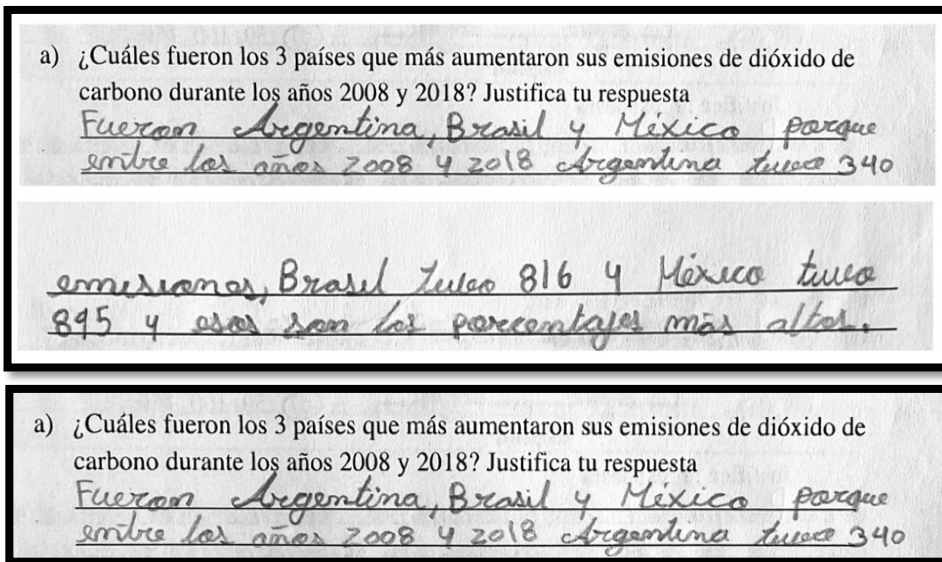 a) ¿Cuáles fueron los 3 países que más aumentaron sus emisiones de dióxido de
carbono durante los años 2008 y 2018? Justifica tu respuesta
Fueron Argentina, Brasil y México porque
entre los años 2008 y 2018 Argentina tuvo 340
emisiones, Brasil tuvo 816 y México tuvo
895 y esos son los porcentajes más altos.
a) ¿Cuáles fueron los 3 países que más aumentaron sus emisiones de dióxido de
carbono durante los años 2008 y 2018? Justifica tu respuesta
Fueron Argentina, Brasil y México porque
entre los años 2008 y 2018 Argentina tuvo 340